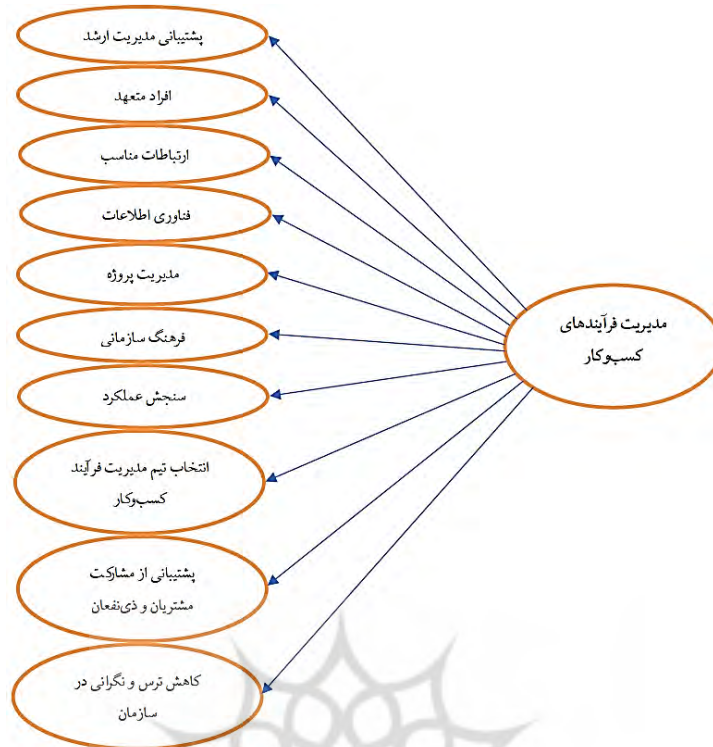 پشتیبانی مدیریت ارشد
افراد متعهد
ارتباطات مناسب
فناوری اطلاعات
مدیریت پروژه
فرهنگ سازمانی
سنجش عملکرد
انتخاب تیم مدیریت فرآیند
کسب‌وکار
پشتیبانی از مشارکت
مشتریان و ذی‌نفعان
کاهش ترس و نگرانی در
سازمان
مدیریت فرآیندهای
کسب‌وکار